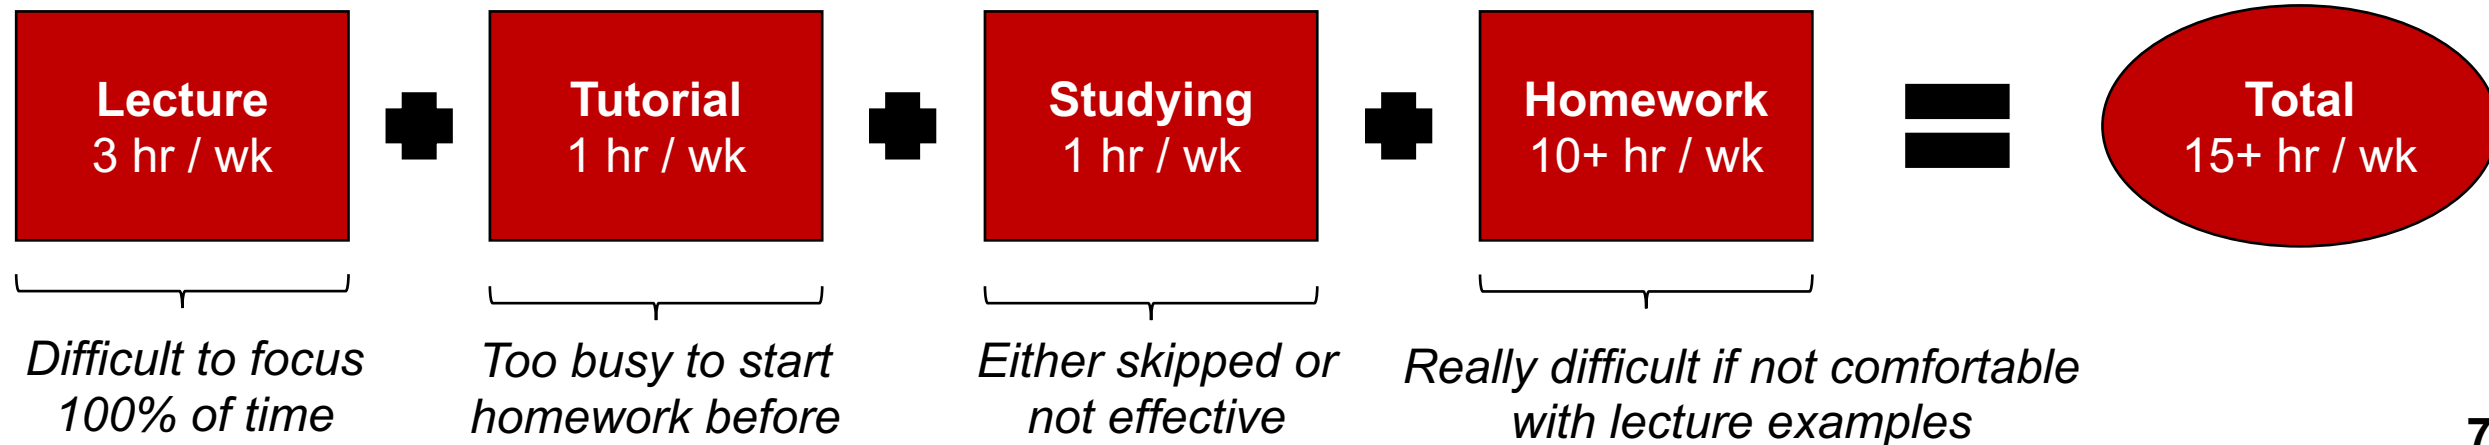 Lecture
3 hr / wk
Tutorial
1 hr / wk
Studying
1 hr / wk
Homework
10+ hr / wk
Total
15+ hr / wk
Difficult to focus
100% of time
Too busy to start
homework before
Either skipped or
not effective
Really difficult if not comfortable
with lecture examples
7